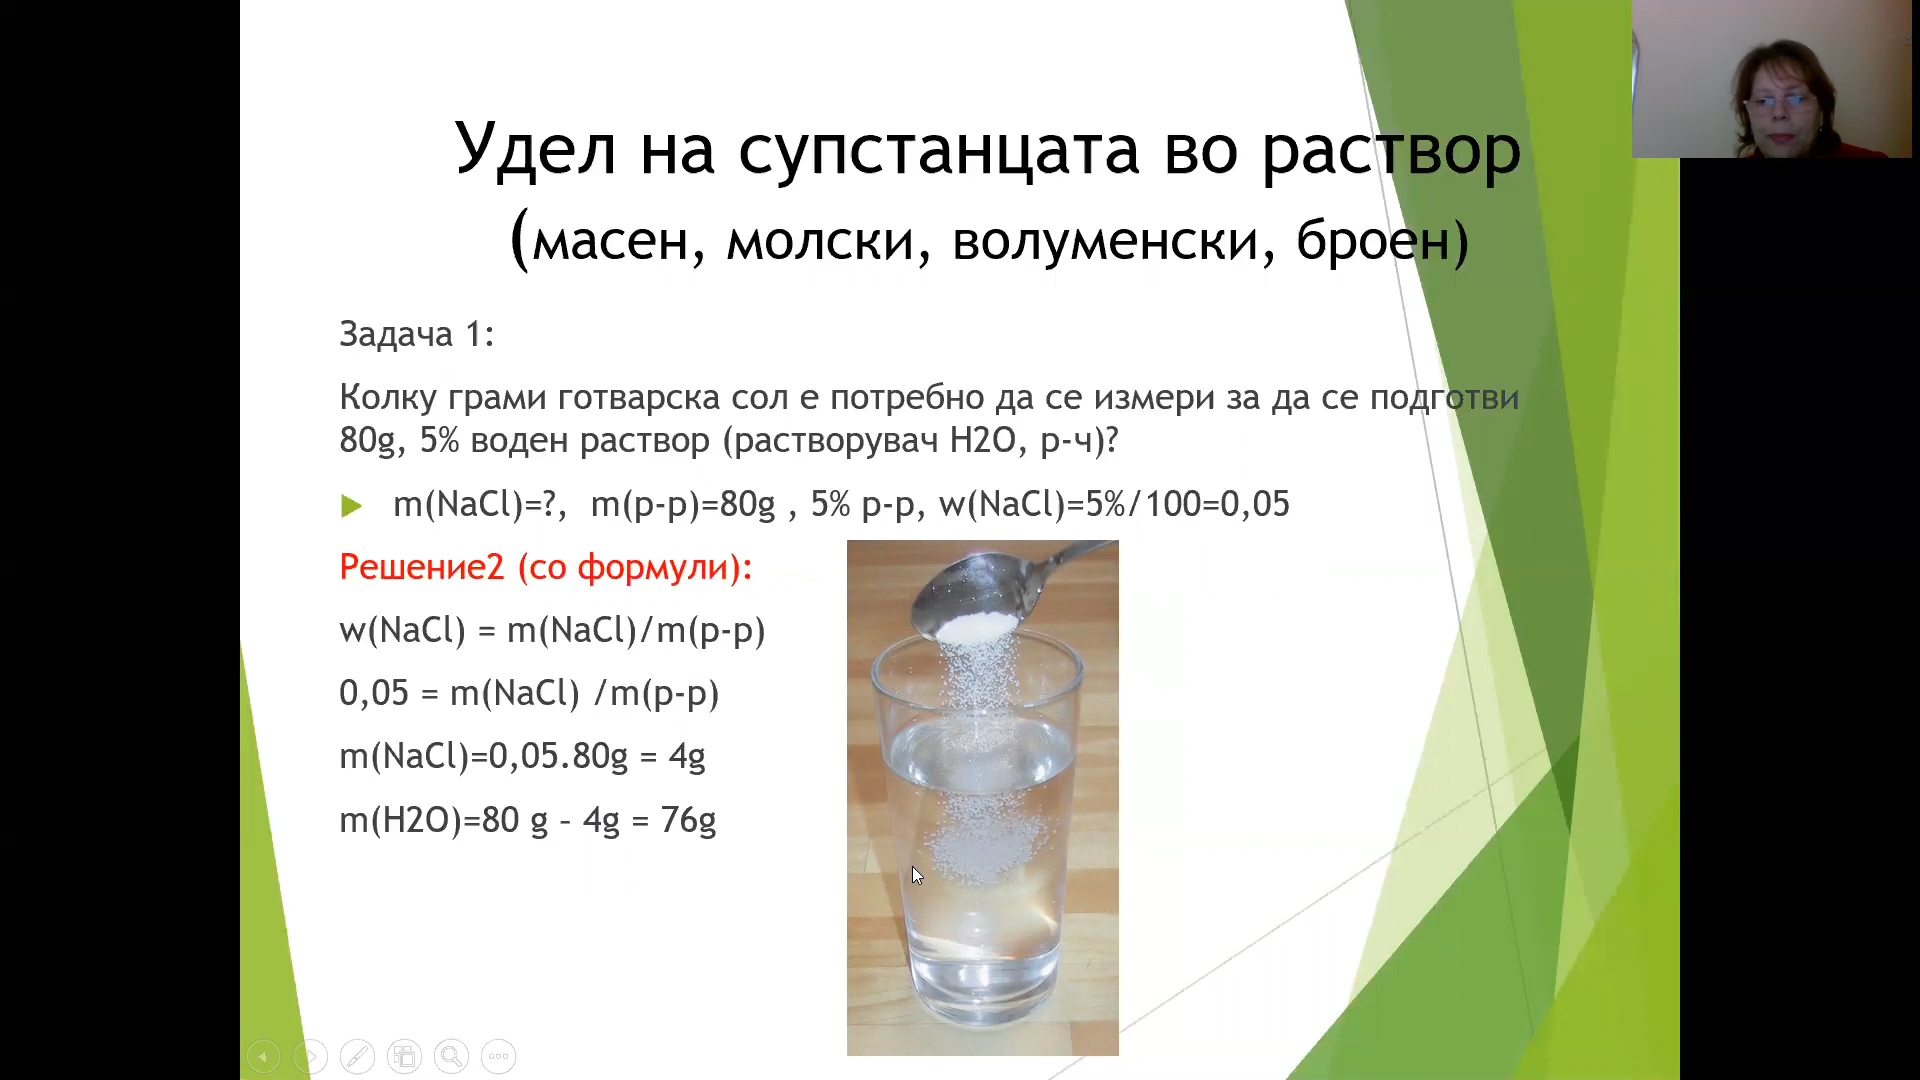 Удел на супстанцата во раствор
(масен, молски, волуменски, броен)
Задача 1:
Колку грами готварска сол е потребно да се измери за да се подготви
80g, 5% воден раствор (растворувач H2O, р-ч)?
m(NaCl)=?, m(р-р)=80g , 5% р-р, w(NaCl)=5%/100=0,05
Решение2 (со формули):
w(NaCl) = m(NaCl)/m(р-р)
0,05 = m(NaCl) /m(р-р)
m(NaCl)=0,05.80g = 4g
m(H2O)=80 g – 4g = 76g